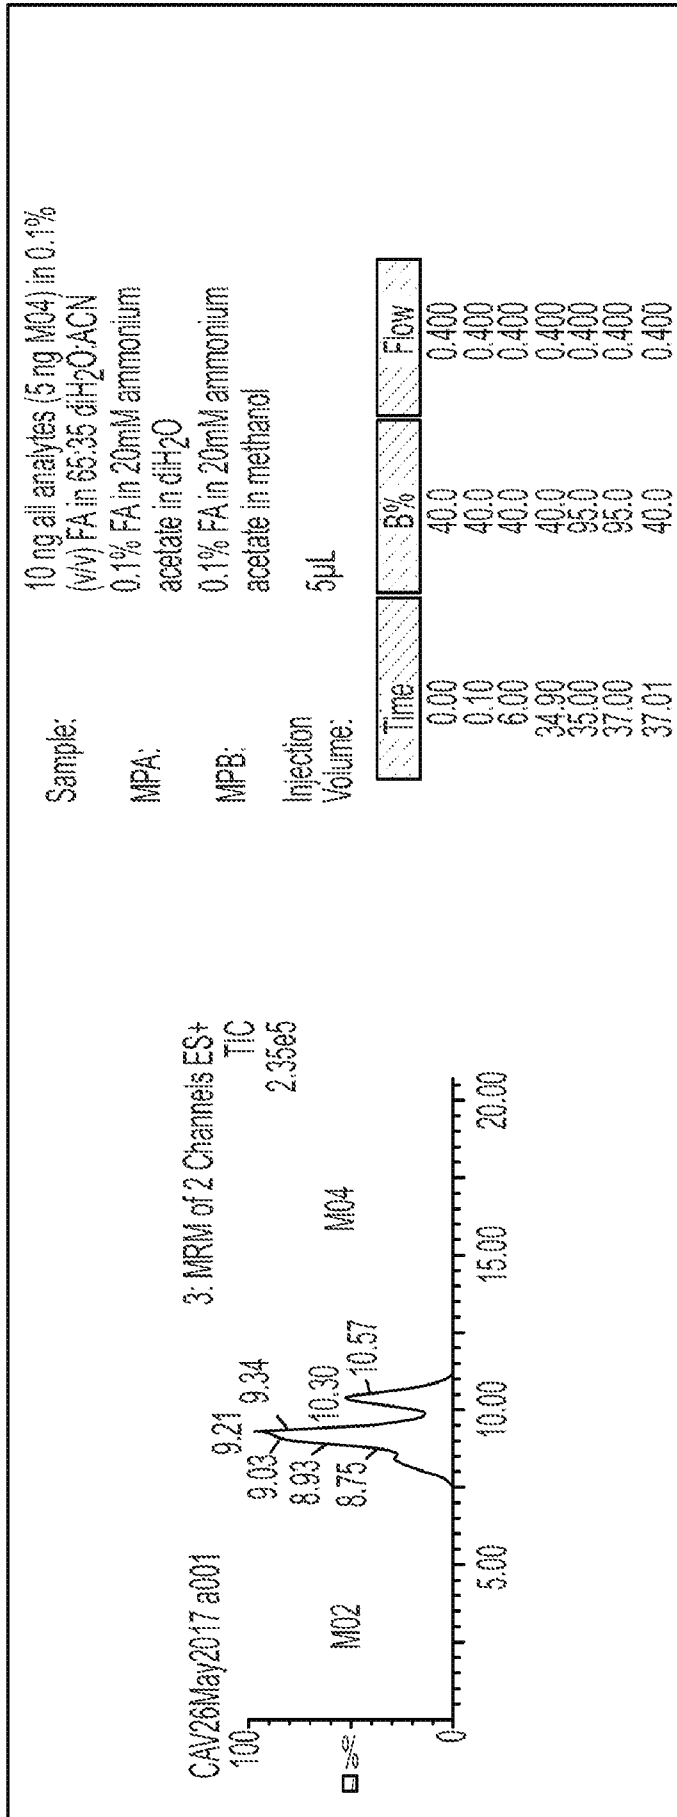 CAV26May2017 a001
3: MRM of 2 Channels ES+
TIC
2.35e5
100
%
0
9.21
9.03
9.34
8.93
10.30
8.75
10.57
M02
M04
5.00
10.00
15.00
20.00
Sample:
10 ng all analytes (5 ng M04) in 0.1%
(v/v) FA in 65:35 diH2O:ACN
MPA:
0.1% FA in 20mM ammonium
acetate in diH2O
MPB:
0.1% FA in 20mM ammonium
acetate in methanol
Injection
Volume:
5µL
Time B% Flow
0.00 40.0 0.400
0.10 40.0 0.400
6.00 40.0 0.400
34.90 40.0 0.400
35.00 95.0 0.400
37.00 95.0 0.400
37.01 40.0 0.400